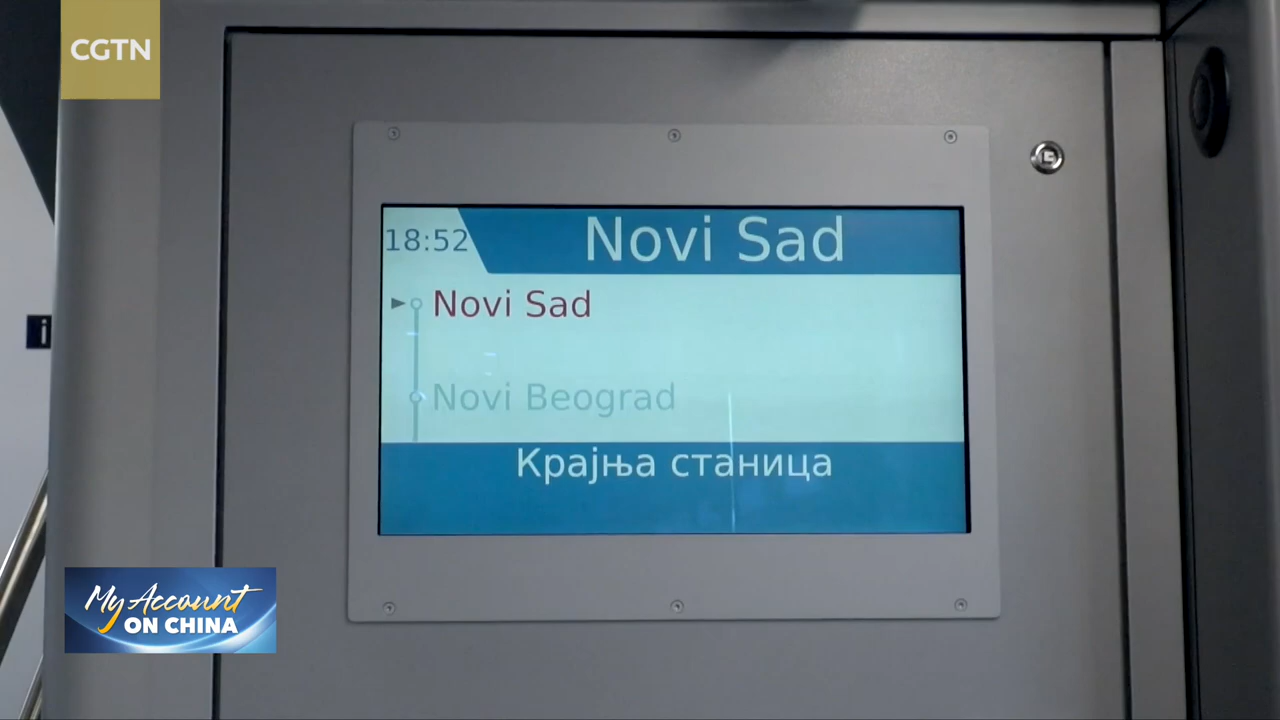 CGTN
18:52
Novi Sad
Novi Sad
Novi Beograd
Крајња станица
i
My Account
ON CHINA